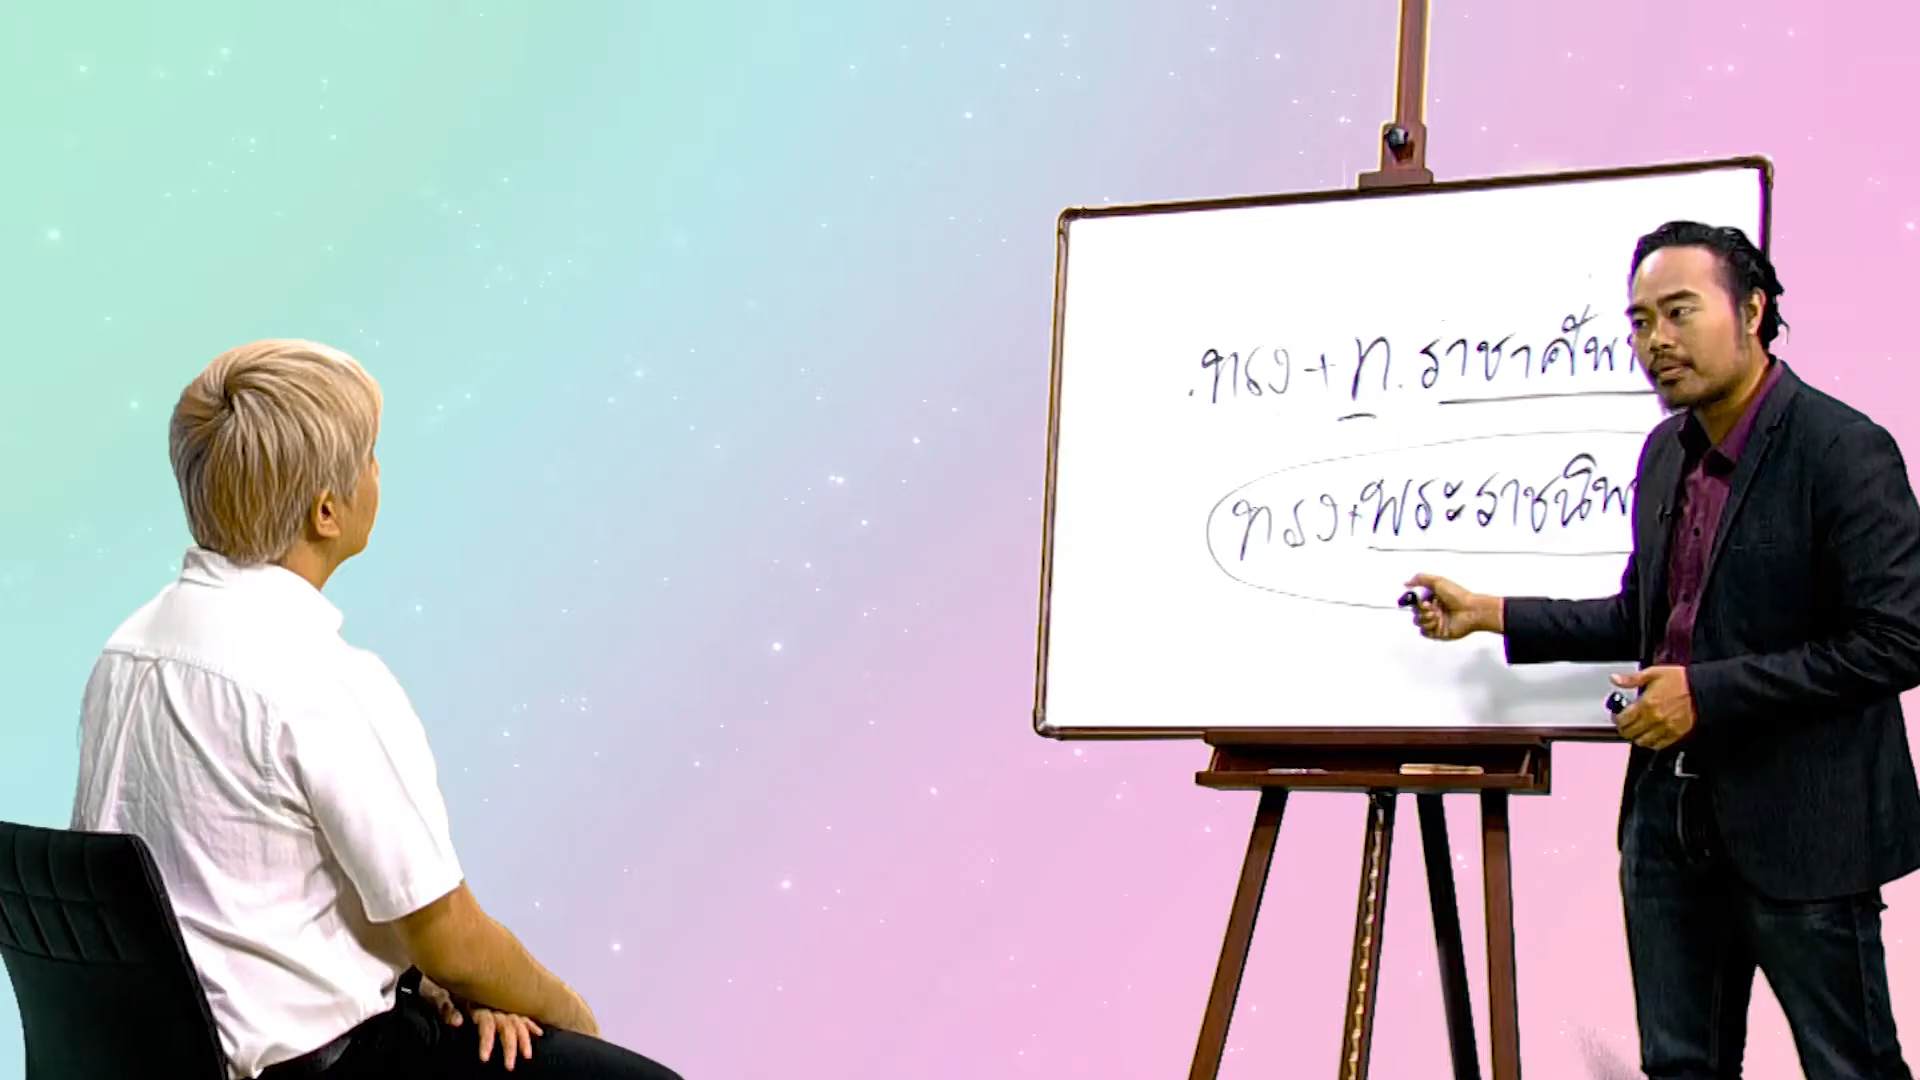 . ทรง + ท. ราชาศัพ
ทรง + พระราชนิพ